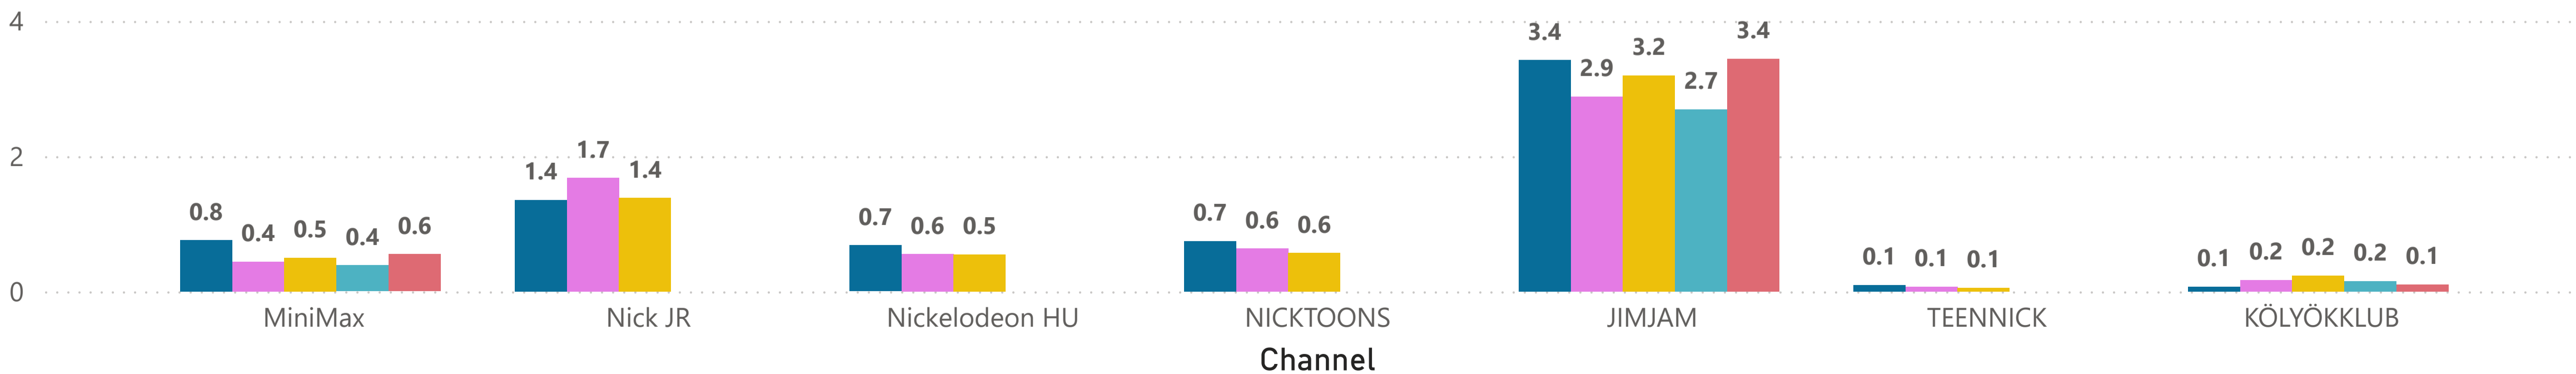 4
2
0
0.8 0.4 0.5 0.4 0.6
1.4 1.7 1.4
0.7 0.6 0.5
0.7 0.6 0.6
3.4 2.9 3.2 2.7 3.4
0.1 0.1 0.1
0.1 0.2 0.2 0.2 0.1
MiniMax Nick JR Nickelodeon HU NICKTOONS JIMJAM TEENNICK KÖLYÖKKLUB
Channel